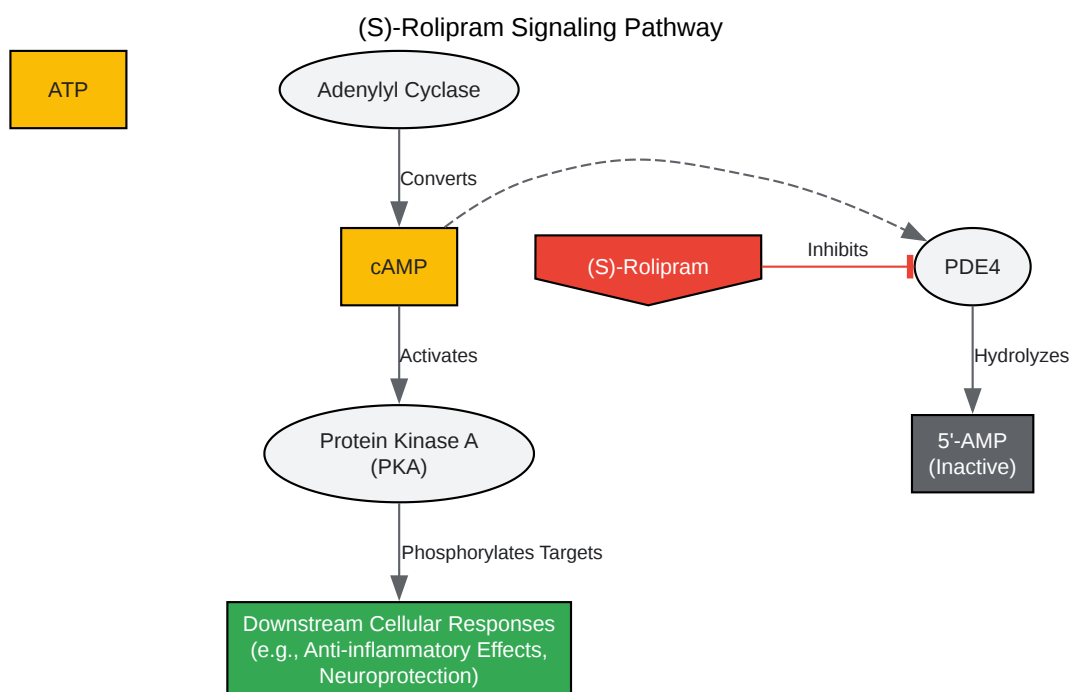 (S)-Rolipram Signaling Pathway
ATP
Adenylyl Cyclase
Converts
cAMP
(S)-Rolipram
Inhibits
PDE4
Activates
Hydrolyzes
Protein Kinase A
(PKA)
5'-AMP
(Inactive)
Phosphorylates Targets
Downstream Cellular Responses
(e.g., Anti-inflammatory Effects,
Neuroprotection)